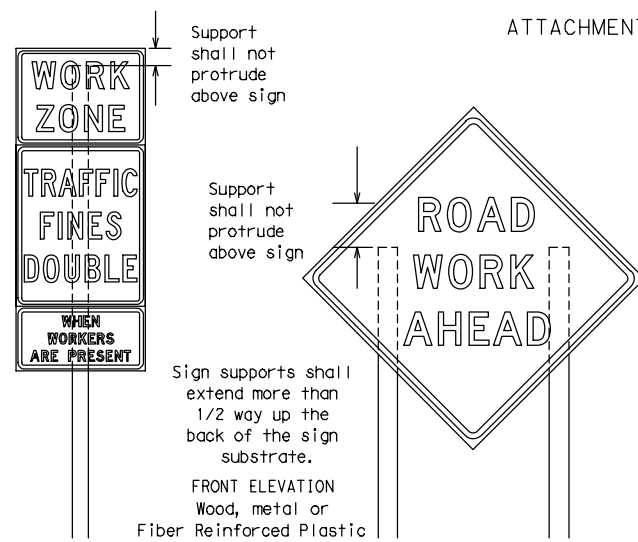 ATTACHMENT
Support
shall not
protrude
above sign
WORK
ZONE
TRAFFIC
FINES
DOUBLE
WHEN
WORKERS
ARE PRESENT
Support
shall not
protrude
above sign
ROAD
WORK
AHEAD
Sign supports shall
extend more than
1/2 way up the
back of the sign
substrate.
FRONT ELEVATION
Wood, metal or
Fiber Reinforced Plastic